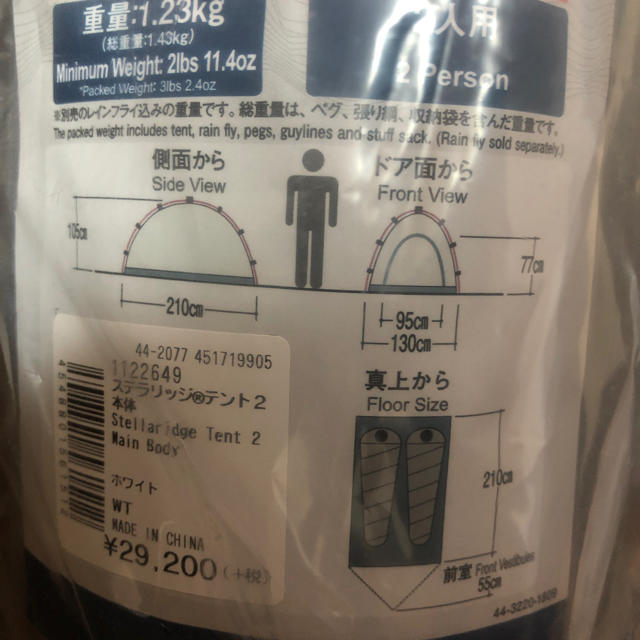 重量:1.23kg
(総重量:1.43kg)
Minimum Weight: 2lbs 11.4oz
*Packed Weight: 3lbs 2.4oz
人用
2 Person
※別売のレインフライ込みの重量です。総重量は、ペグ、張り綱、収納袋を含んだ重量です。
The packed weight includes tent, rain fly, pegs, guylines and stuff sack. (Rain fly sold separately.)
側面から
Side View
ドア面から
Front View
105cm
77cm
210cm
95cm
130cm
44-2077 451719905
1122649
ステラリッジ®テント2
本体
Stellaridge Tent 2
Main Body
ホワイト
WT
MADE IN CHINA
¥29,200(+税)
真上から
Floor Size
210cm
前室 Front Vestibules
55cm
44-3220-1809